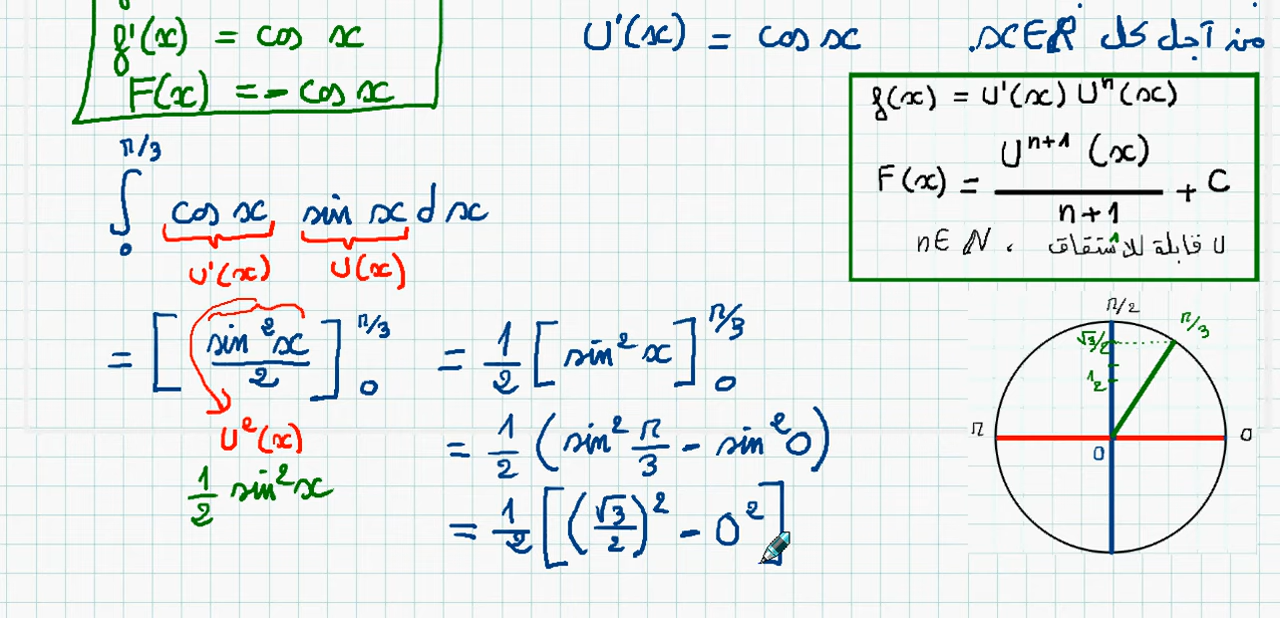 g'(x) = cos x
F(x) = - cos x
U'(x) = cos x
من آجل كل x∈ℝ.
f(x) = U'(x) Uⁿ(x)
F(x) = Uⁿ⁺¹(x) / n+1 + C
U قابلة للاشتقاق ، n∈ℕ
∫₀^(π/3) cos x sin x dx
U'(x) U(x)
= [sin²x / 2]₀^(π/3) = 1/2 [sin² x]₀^(π/3)
U²(x)
1/2 sin²x
= 1/2 (sin² π/3 - sin² 0)
= 1/2 [(√3/2)² - 0²]
π/2
π/3
√3/2
1/2
π
0
0